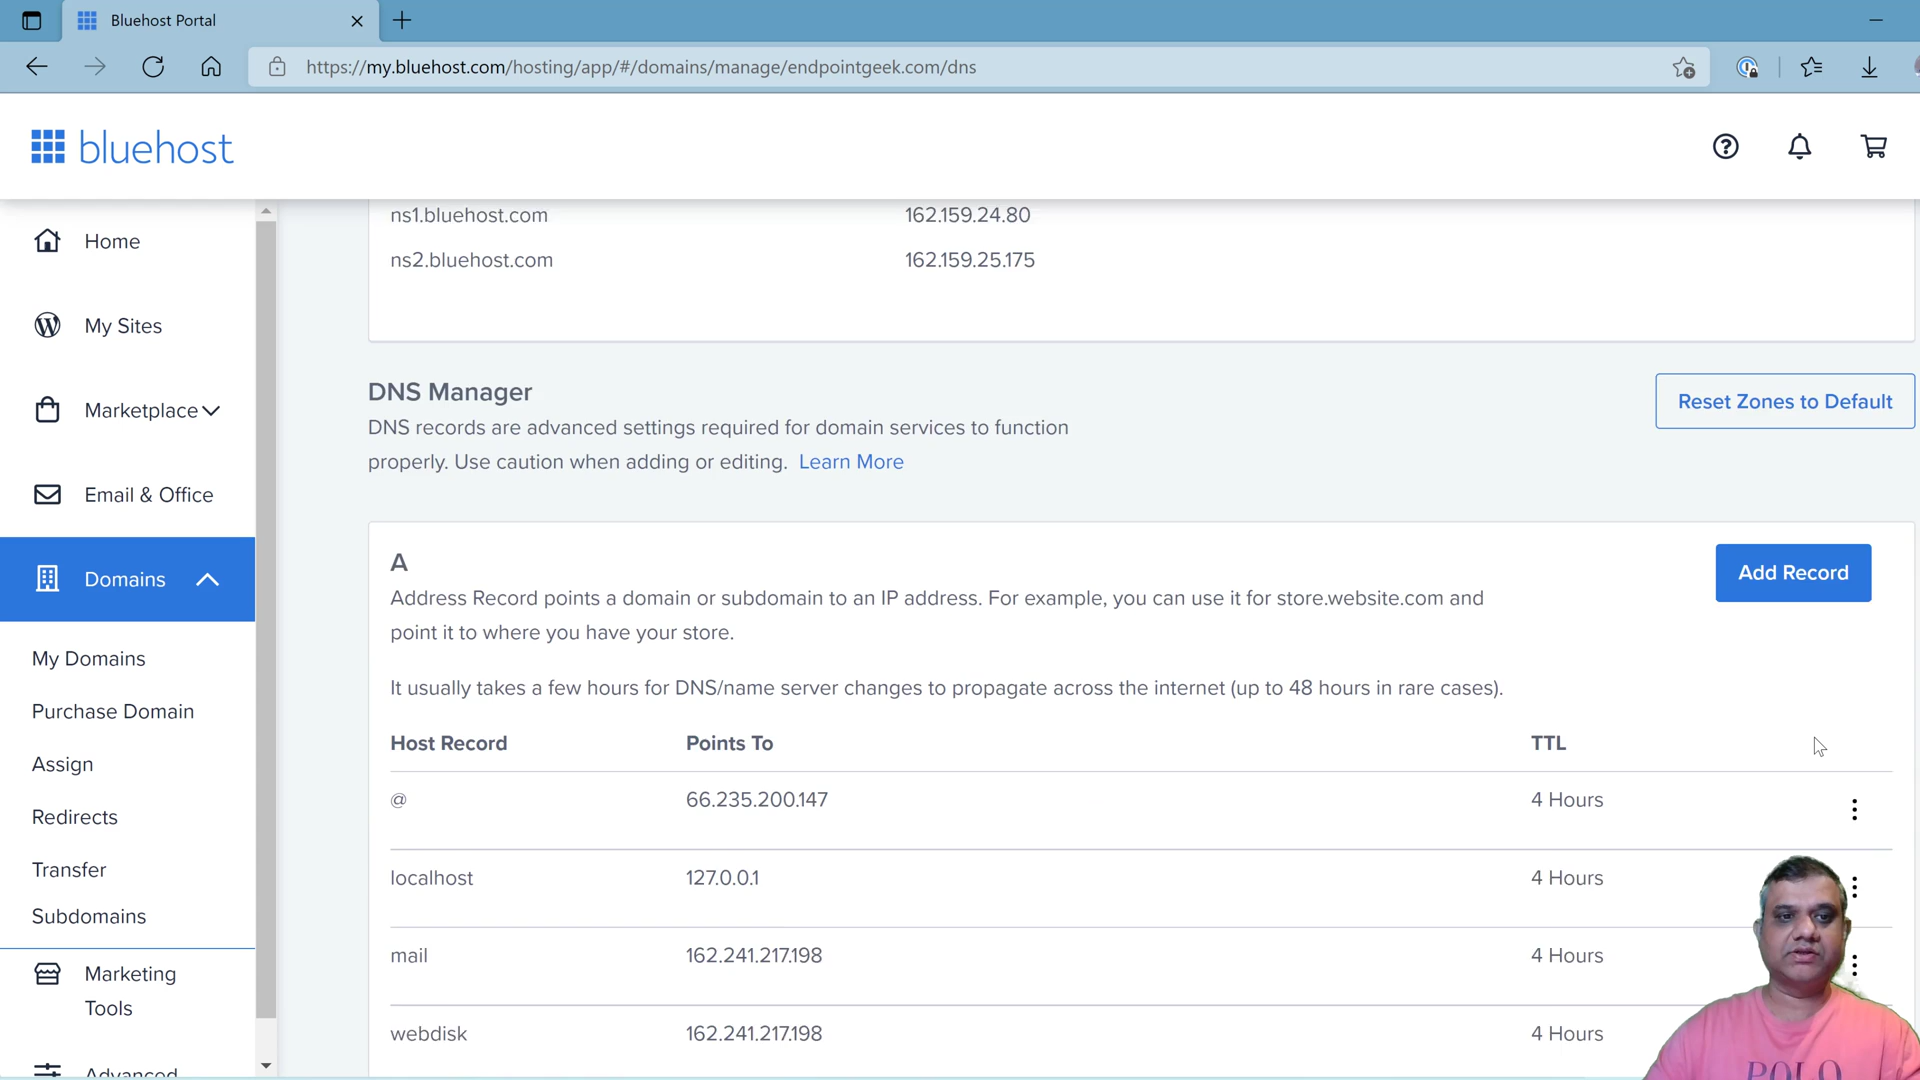 Bluehost Portal
https://my.bluehost.com/hosting/app/#/domains/manage/endpointgeek.com/dns
bluehost
Home
My Sites
Marketplace
Email & Office
Domains
My Domains
Purchase Domain
Assign
Redirects
Transfer
Subdomains
Marketing
Tools
Advanced
ns1.bluehost.com 162.159.24.80
ns2.bluehost.com 162.159.25.175
DNS Manager
Reset Zones to Default
DNS records are advanced settings required for domain services to function
properly. Use caution when adding or editing. Learn More
A
Add Record
Address Record points a domain or subdomain to an IP address. For example, you can use it for store.website.com and
point it to where you have your store.
It usually takes a few hours for DNS/name server changes to propagate across the internet (up to 48 hours in rare cases).
Host Record Points To TTL
@ 66.235.200.147 4 Hours
localhost 127.0.0.1 4 Hours
mail 162.241.217.198 4 Hours
webdisk 162.241.217.198 4 Hours
POLO